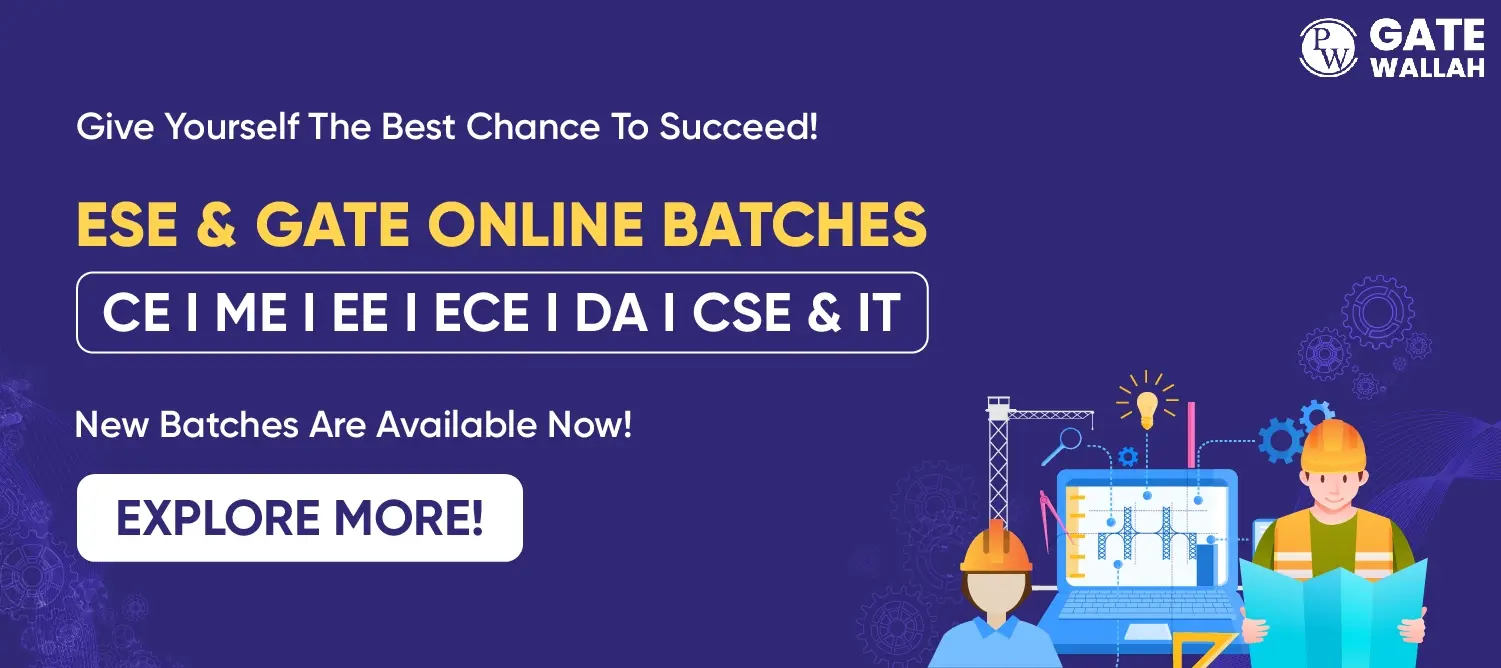 PW GATE
WALLAH
Give Yourself The Best Chance To Succeed!
ESE & GATE ONLINE BATCHES
CE | ME | EE | ECE | DA | CSE & IT
New Batches Are Available Now!
EXPLORE MORE!